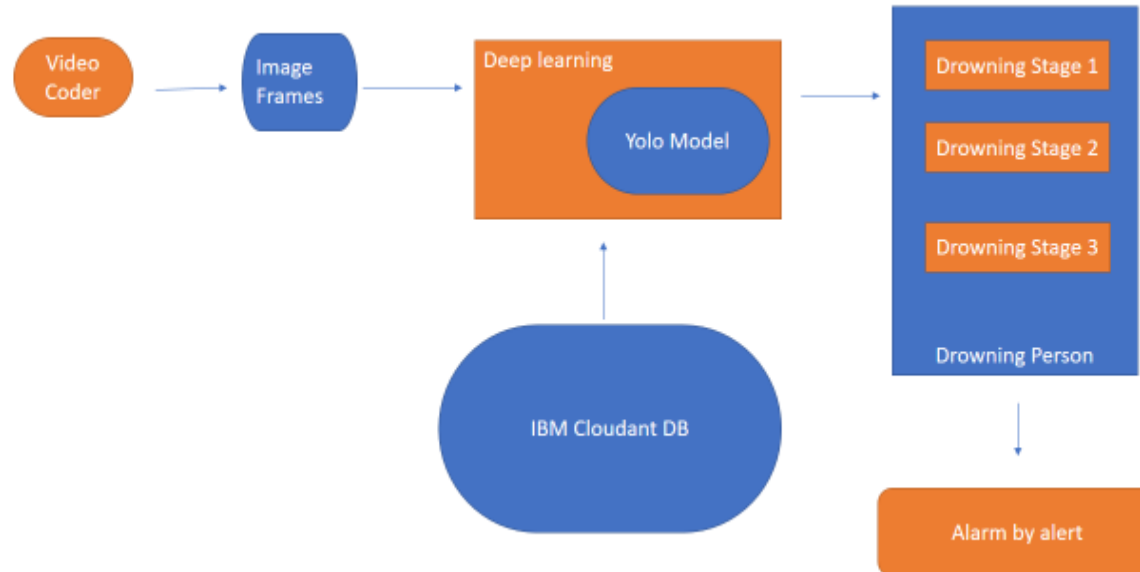 Video
Coder
Image
Frames
Deep learning
Yolo Model
IBM Cloudant DB
Drowning Stage 1
Drowning Stage 2
Drowning Stage 3
Drowning Person
Alarm by alert